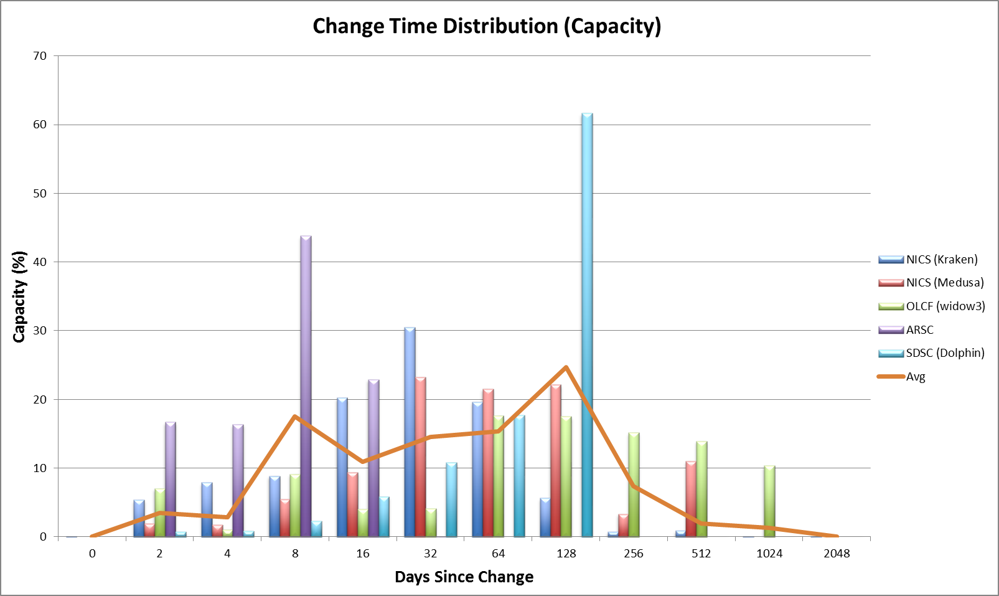 Change Time Distribution (Capacity)
70
60
50
40
30
20
10
0
Capacity (%)
0 2 4 8 16 32 64 128 256 512 1024 2048
Days Since Change
NICS (Kraken)
NICS (Medusa)
OLCF (widow3)
ARSC
SDSC (Dolphin)
Avg